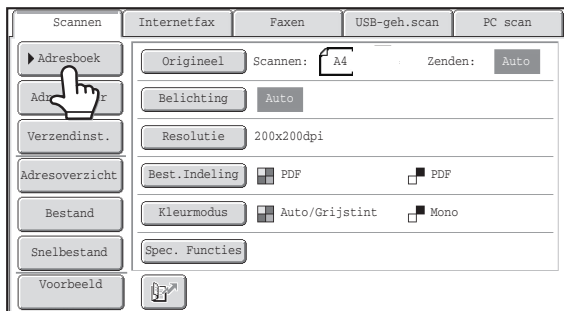 Scannen Internetfax Faxen USB-geh.scan PC scan
Adresboek Origineel Scannen: A4 Zenden: Auto
Belichting Auto
Verzendinst. Resolutie 200x200dpi
Adresoverzicht Best.Indeling PDF PDF
Bestand Kleurmodus Auto/Grijstint Mono
Snelbestand Spec. Functies
Voorbeeld